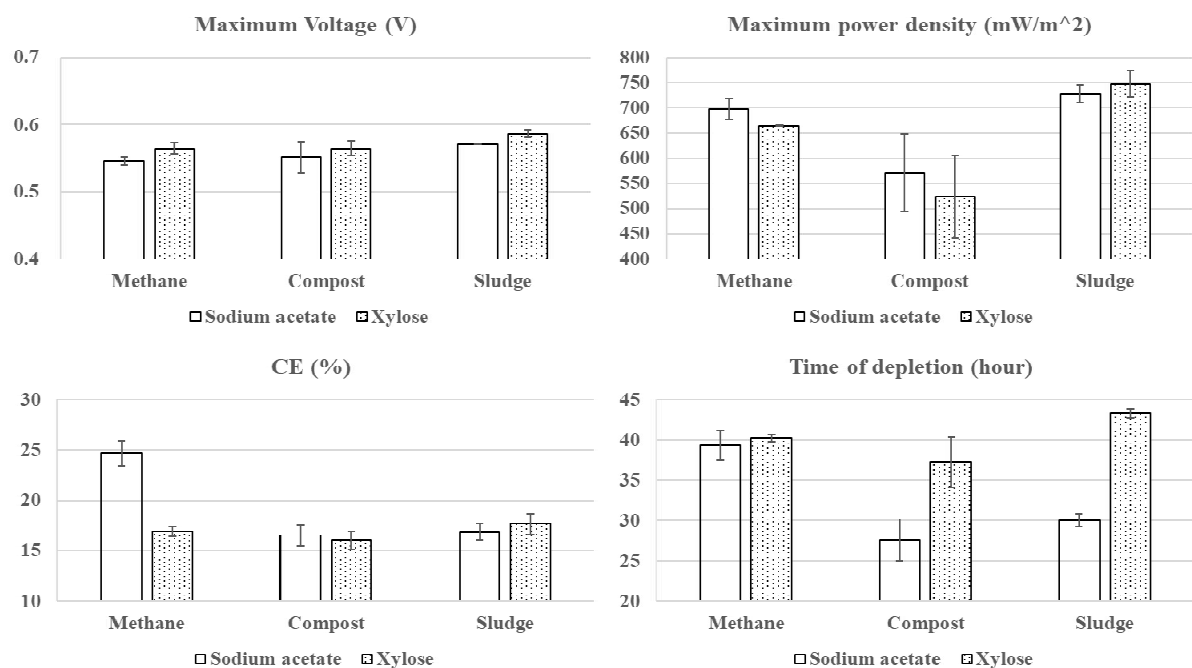 Maximum Voltage (V)
0.7
0.6
0.5
0.4
Methane Compost Sludge
Sodium acetate Xylose
Maximum power density (mW/m^2)
800
750
700
650
600
550
500
450
400
Methane Compost Sludge
Sodium acetate Xylose
CE (%)
30
25
20
15
10
Methane Compost Sludge
Sodium acetate Xylose
Time of depletion (hour)
45
40
35
30
25
20
Methane Compost Sludge
Sodium acetate Xylose